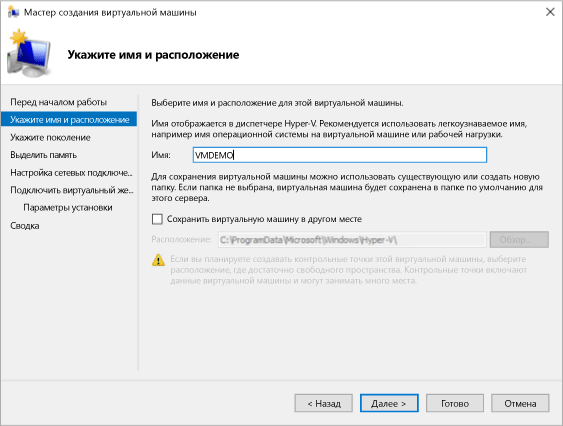 Мастер создания виртуальной машины
Укажите имя и расположение
Перед началом работы
Укажите имя и расположение
Укажите поколение
Выделить память
Настройка сетевых подключе...
Подключить виртуальный же...
Параметры установки
Сводка
Выберите имя и расположение для этой виртуальной машины.
Имя отображается в диспетчере Hyper-V. Рекомендуется использовать легкоузнаваемое имя,
например имя операционной системы на виртуальной машине или рабочей нагрузки.
Имя: VMDEMO
Для сохранения виртуальной машины можно использовать существующую или создать новую
папку. Если папка не выбрана, виртуальная машина будет сохранена в папке по умолчанию для
этого сервера.
Сохранить виртуальную машину в другом месте
Расположение: C:\ProgramData\Microsoft\Windows\Hyper-V\ Обзор...
Если вы планируете создавать контрольные точки этой виртуальной машины, выберите
расположение, где достаточно свободного пространства. Контрольные точки включают
данные виртуальной машины и могут занимать много места.
< Назад Далее > Готово Отмена